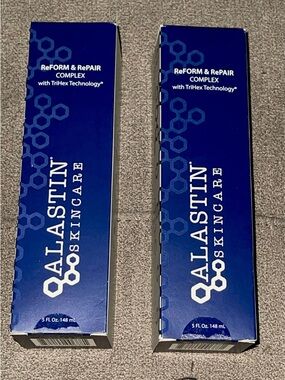 ReFORM & RePAIR
COMPLEX
with TriHex Technology®
ALASTIN
SKINCARE
5 Fl. Oz. 148 mL
ReFORM & RePAIR
COMPLEX
with TriHex Technology®
ALASTIN
SKINCARE
5 Fl. Oz. 148 mL